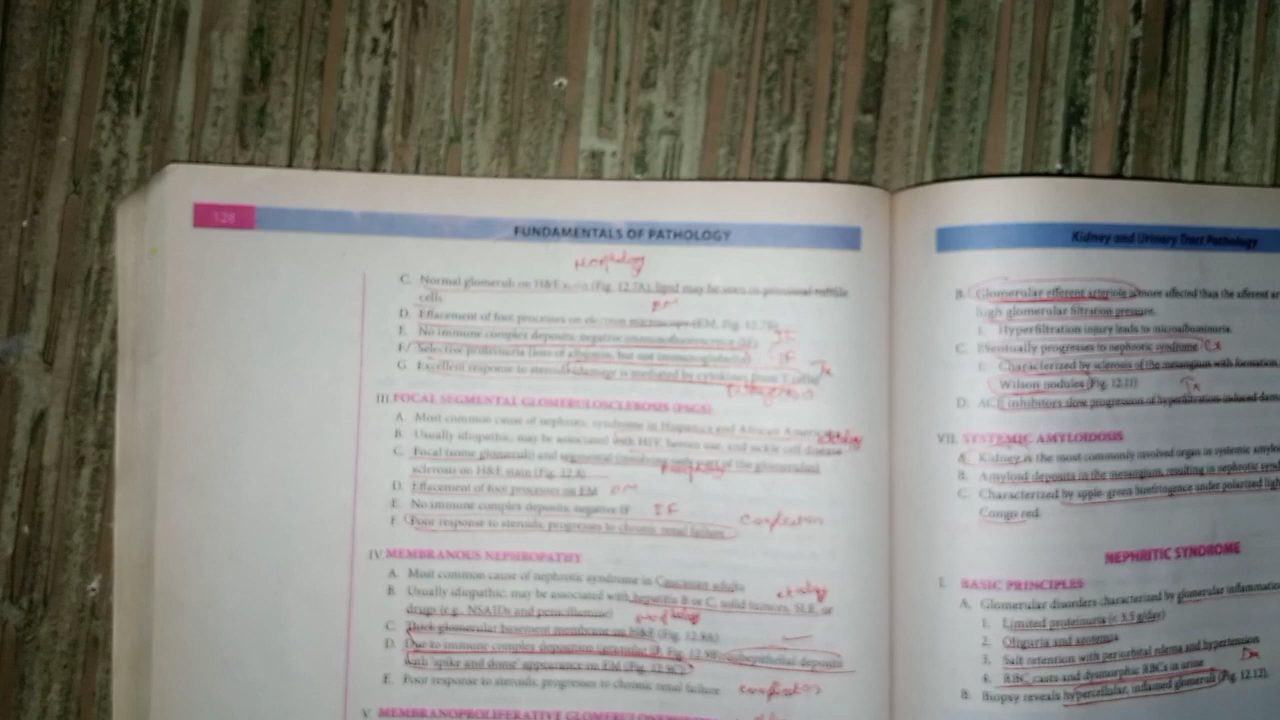 128
FUNDAMENTALS OF PATHOLOGY
Morphology
C. Normal glomeruli on H&E (Fig. 12.7A), lipid may be seen in proximal tubule
cells
EM
D. Effacement of foot processes on electron microscopy (EM, Fig. 12.7B)
E. No immune complex deposits; negative immunofluorescence (IF)
IF
F. Selective proteinuria (loss of albumin, but not immunoglobulin)
IF
G. Excellent response to steroids damage is mediated by cytokines from T cells
Tx
III. FOCAL SEGMENTAL GLOMERULOSCLEROSIS (FSGS)
A. Most common cause of nephrotic syndrome in Hispanics and African Americans
B. Usually idiopathic; may be associated with HIV, heroin use, and sickle cell disease
etiology
C. Focal (some glomeruli) and segmental (involving only part of the glomerulus)
sclerosis on H&E stain (Fig. 12.8)
Morphology
D. Effacement of foot processes on EM
EM
E. No immune complex deposits; negative IF
IF
F. Poor response to steroids; progresses to chronic renal failure
IV. MEMBRANOUS NEPHROPATHY
A. Most common cause of nephrotic syndrome in Caucasian adults
B. Usually idiopathic; may be associated with hepatitis B or C, solid tumors, SLE, or
etiology
drugs (e.g., NSAIDs and penicillamine)
C. Thick glomerular basement membrane on H&E (Fig. 12.9A)
D. Due to immune complex deposition (granular IF, Fig. 12.9B) subepithelial deposits
with 'spike and dome' appearance on EM (Fig. 12.9C)
E. Poor response to steroids; progresses to chronic renal failure
V. MEMBRANOPROLIFERATIVE
Kidney and Urinary Tract Pathology
B. Glomerular efferent arteriole is more affected than the afferent
high glomerular filtration pressure.
1. Hyperfiltration injury leads to microalbuminuria.
C. Eventually progresses to nephrotic syndrome
1. Characterized by sclerosis of the mesangium with formation
Wilson nodules (Fig. 12.11)
Tx
D. ACE inhibitors slow progression of hyperfiltration-induced
VII. SYSTEMIC AMYLOIDOSIS
A. Kidney is the most commonly involved organ in systemic
B. Amyloid deposits in the mesangium, resulting in nephrotic
C. Characterized by apple-green birefringence under polarized
Congo red
NEPHRITIC SYNDROME
I. BASIC PRINCIPLES
A. Glomerular disorders characterized by glomerular
1. Limited proteinuria (< 3.5 g/day)
2. Oliguria and azotemia
3. Salt retention with periorbital edema and hypertension
4. RBC casts and dysmorphic RBCs in urine
B. Biopsy reveals hypercellular, inflamed glomeruli (Fig. 12.12).